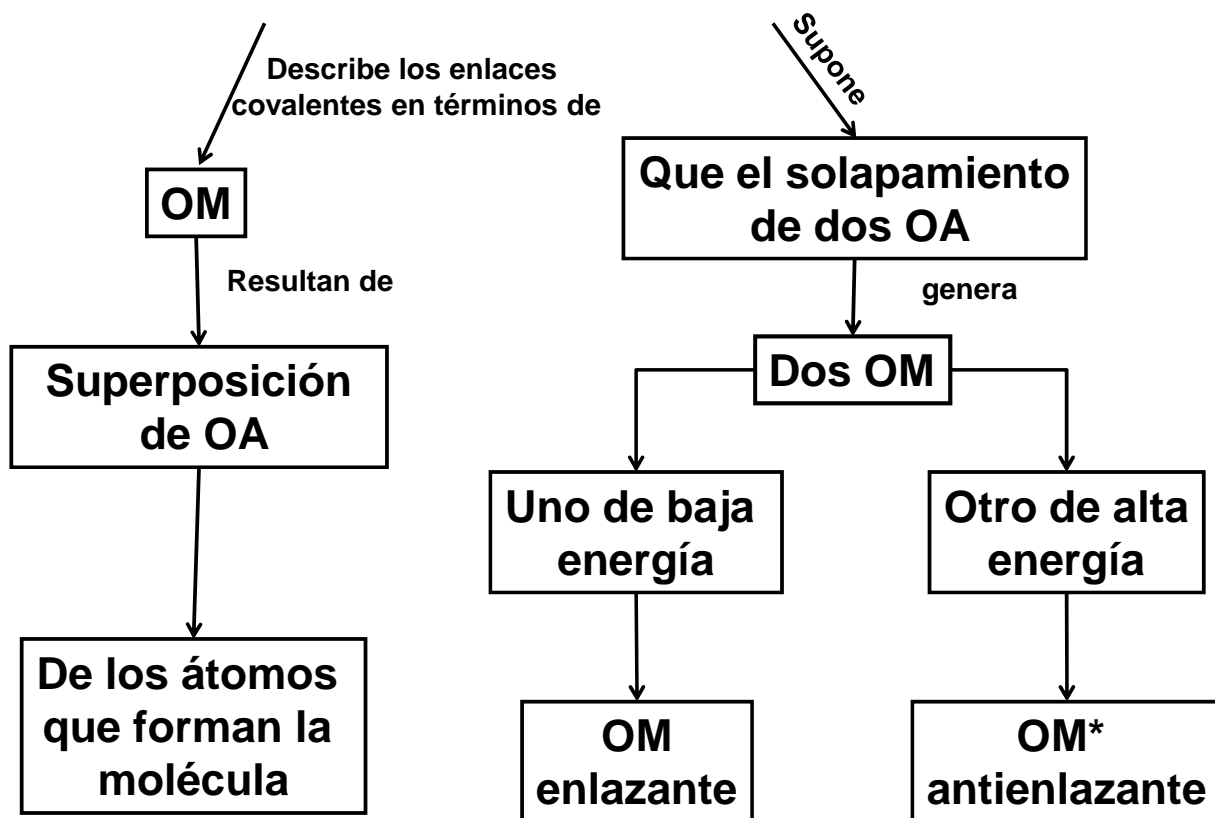 Describe los enlaces
covalentes en términos de
OM
Resultan de
Superposición
de OA
De los átomos
que forman la
molécula
Supone
Que el solapamiento
de dos OA
genera
Dos OM
Uno de baja
energía
OM
enlazante
Otro de alta
energía
OM*
antienlazante